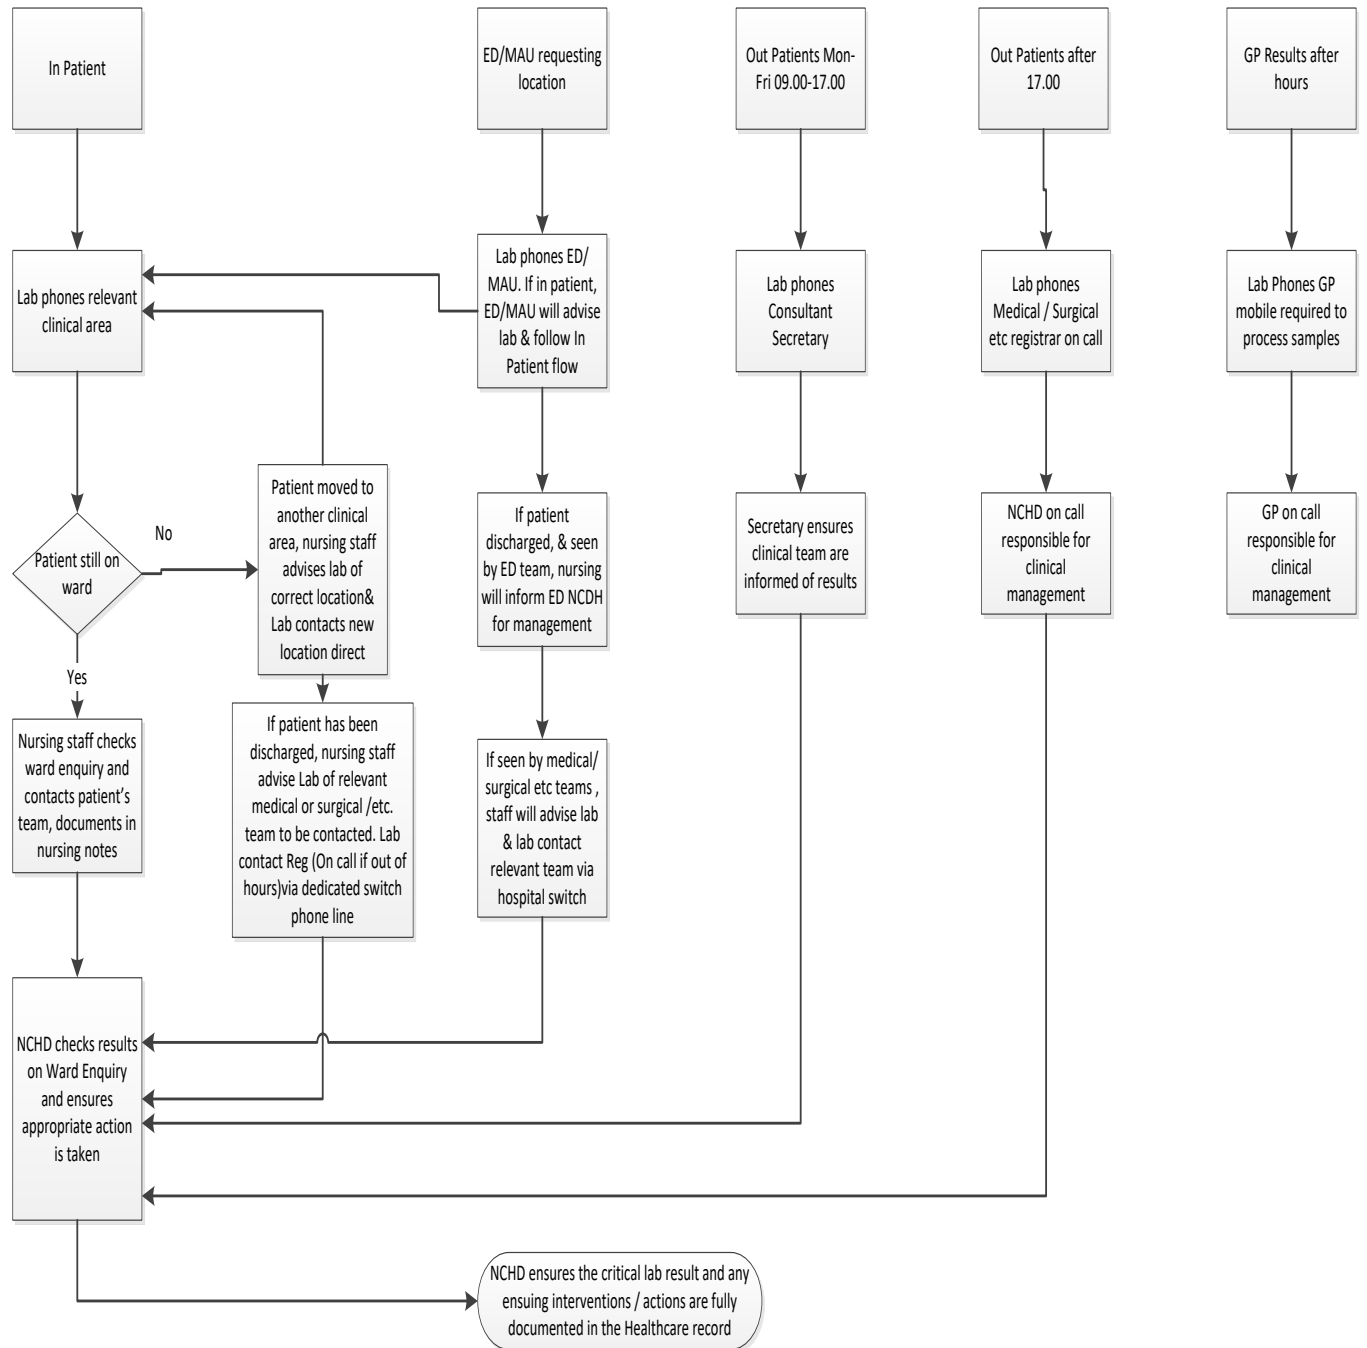 In Patient
ED/MAU requesting
location
Out Patients Mon-
Fri 09.00-17.00
Out Patients after
17.00
GP Results after
hours
Lab phones relevant
clinical area
Lab phones ED/
MAU. If in patient,
ED/MAU will advise
lab & follow In
Patient flow
Lab phones
Consultant
Secretary
Lab phones
Medical / Surgical
etc registrar on call
Lab Phones GP
mobile required to
process samples
Patient still on
ward
No
Yes
Patient moved to
another clinical
area, nursing staff
advises lab of
correct location&
Lab contacts new
location direct
If patient
discharged, & seen
by ED team, nursing
will inform ED NCDH
for management
Secretary ensures
clinical team are
informed of results
NCHD on call
responsible for
clinical
management
GP on call
responsible for
clinical
management
Nursing staff checks
ward enquiry and
contacts patient's
team, documents in
nursing notes
If patient has been
discharged, nursing staff
advise Lab of relevant
medical or surgical /etc.
team to be contacted. Lab
contact Reg (On call if out of
hours)via dedicated switch
phone line
If seen by medical/
surgical etc teams ,
staff will advise lab
& lab contact
relevant team via
hospital switch
NCHD checks results
on Ward Enquiry
and ensures
appropriate action
is taken
NCHD ensures the critical lab result and any
ensuing interventions / actions are fully
documented in the Healthcare record